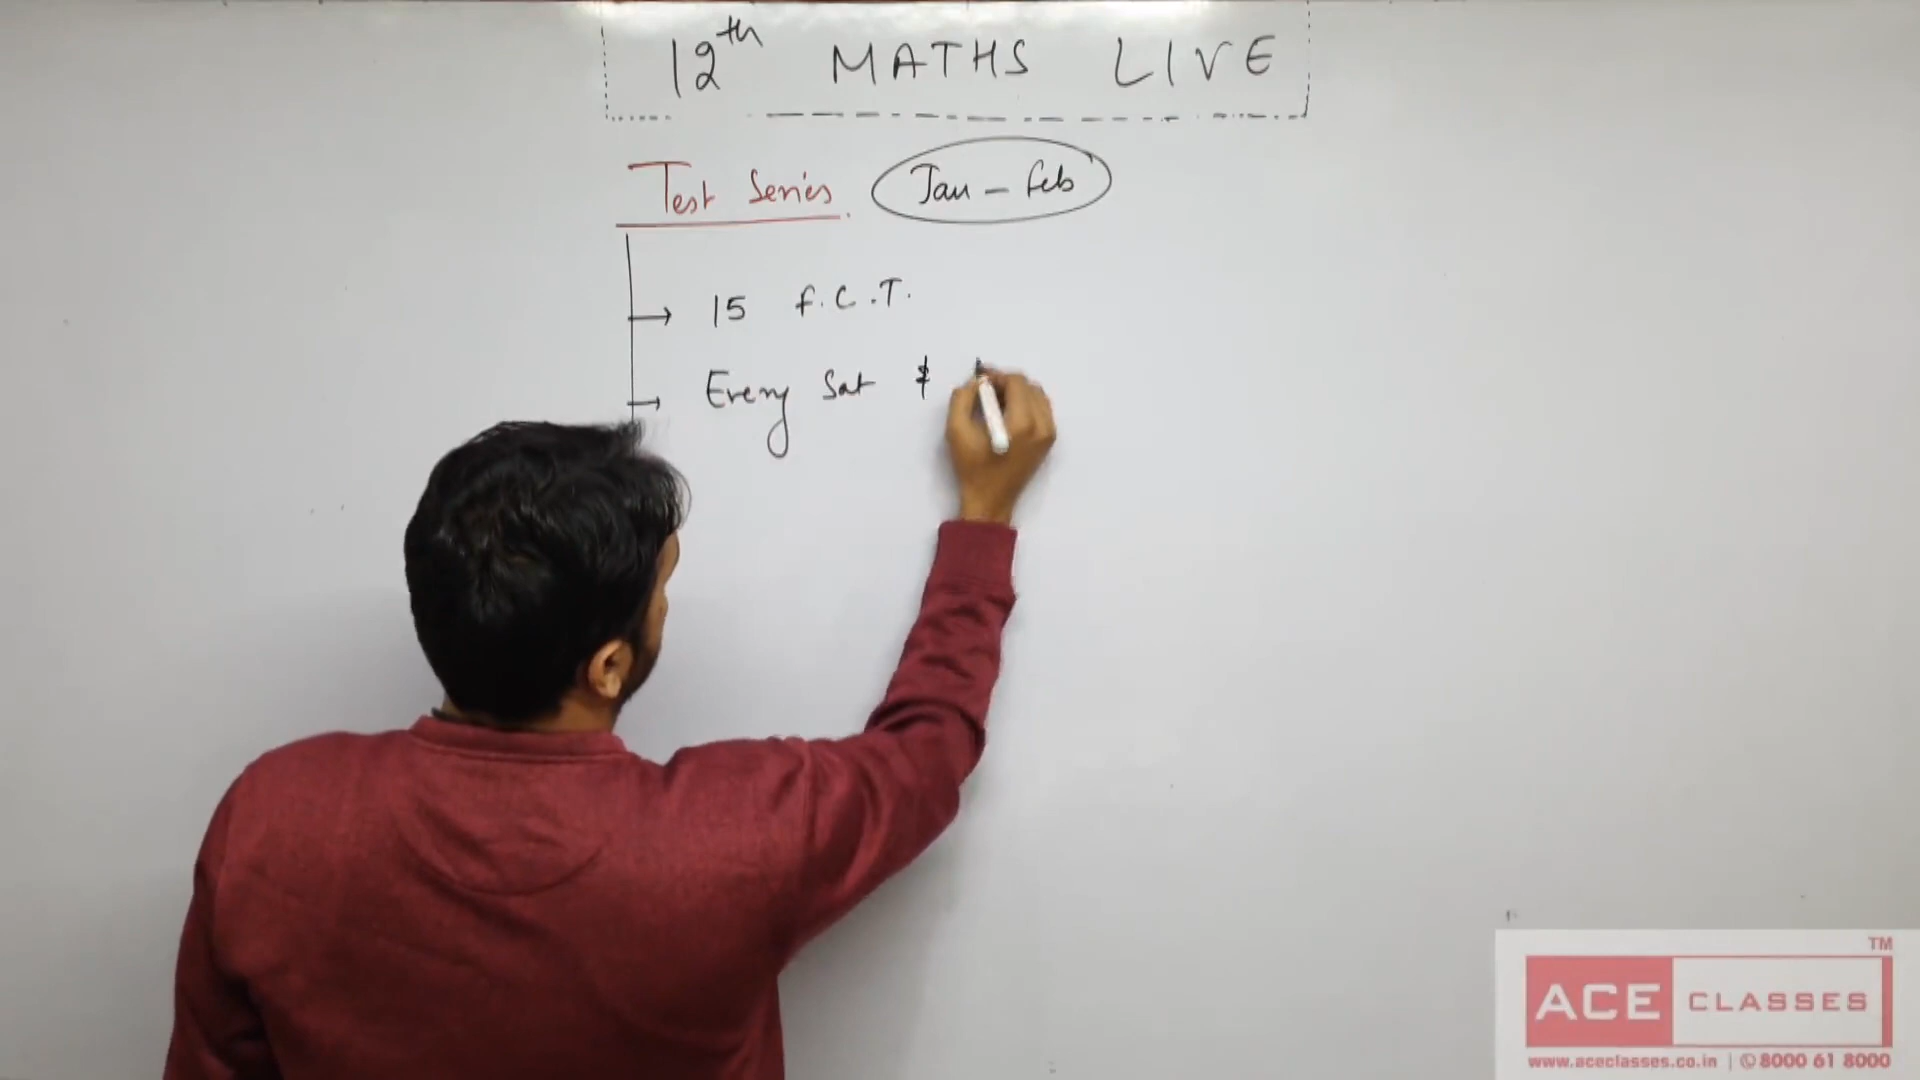 12th MATHS LIVE
Test Series. Jan - Feb
→ 15 F.C.T.
→ Every Sat &
ACE CLASSES TM
www.aceclasses.co.in | 8000 61 8000